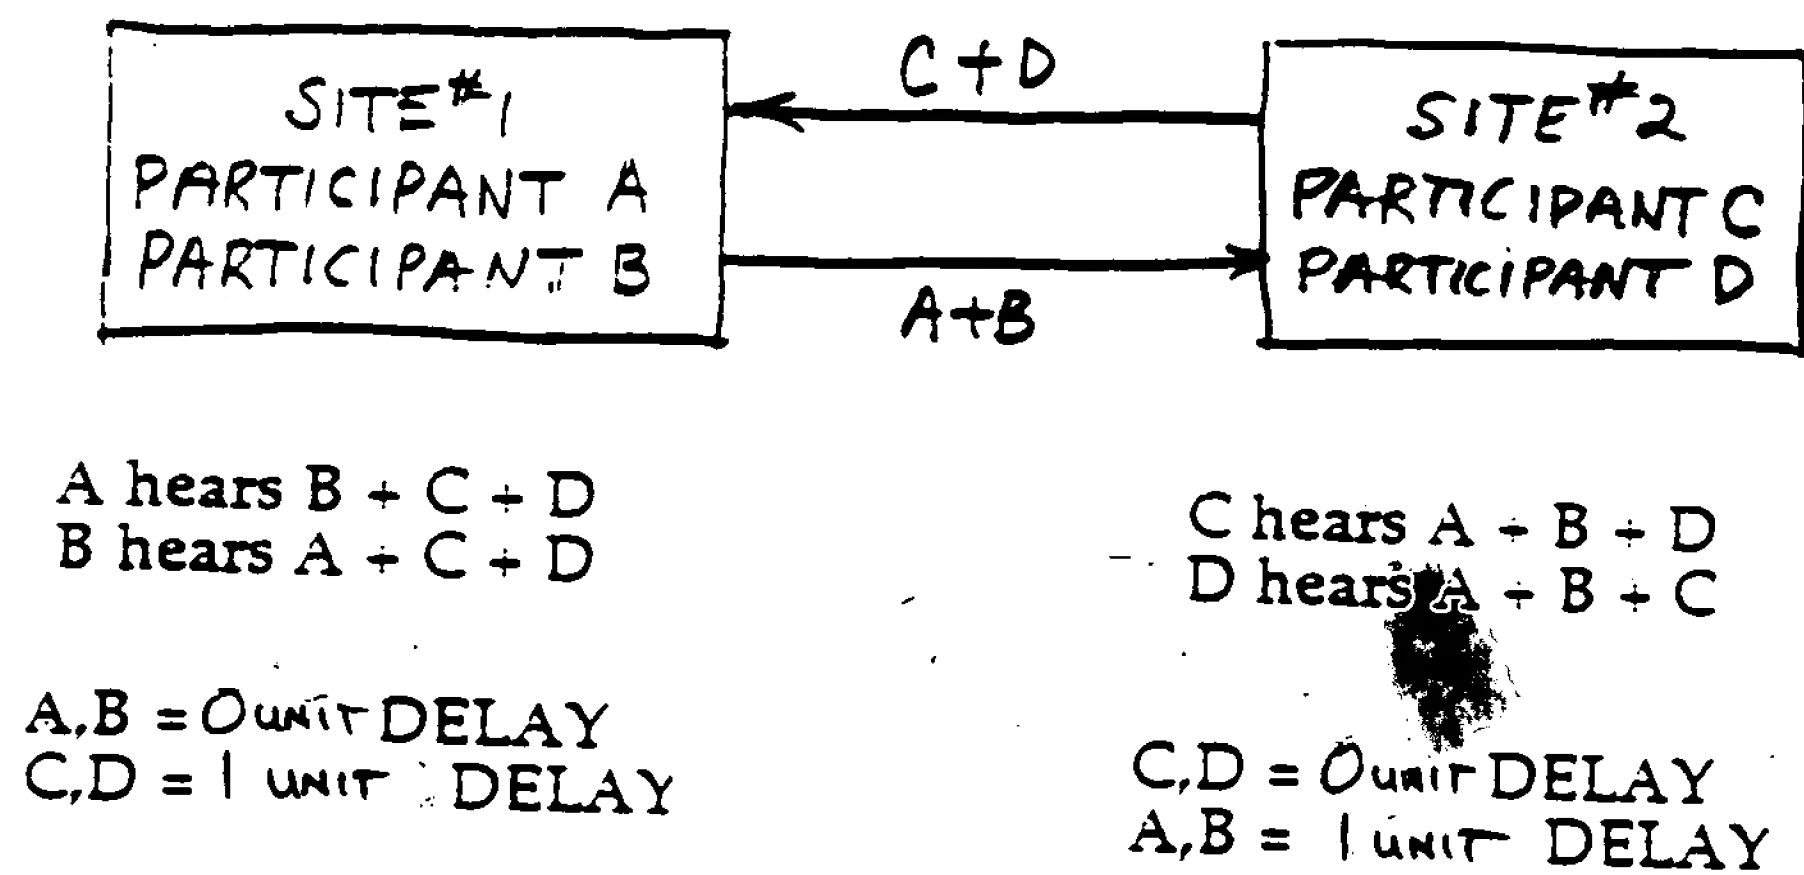 SITE #1
PARTICIPANT A
PARTICIPANT B
C+D
A+B
SITE #2
PARTICIPANT C
PARTICIPANT D
A hears B + C + D
B hears A + C + D
C hears A + B + D
D hears A + B + C
A,B = 0 UNIT DELAY
C,D = 1 UNIT DELAY
C,D = 0 UNIT DELAY
A,B = 1 UNIT DELAY